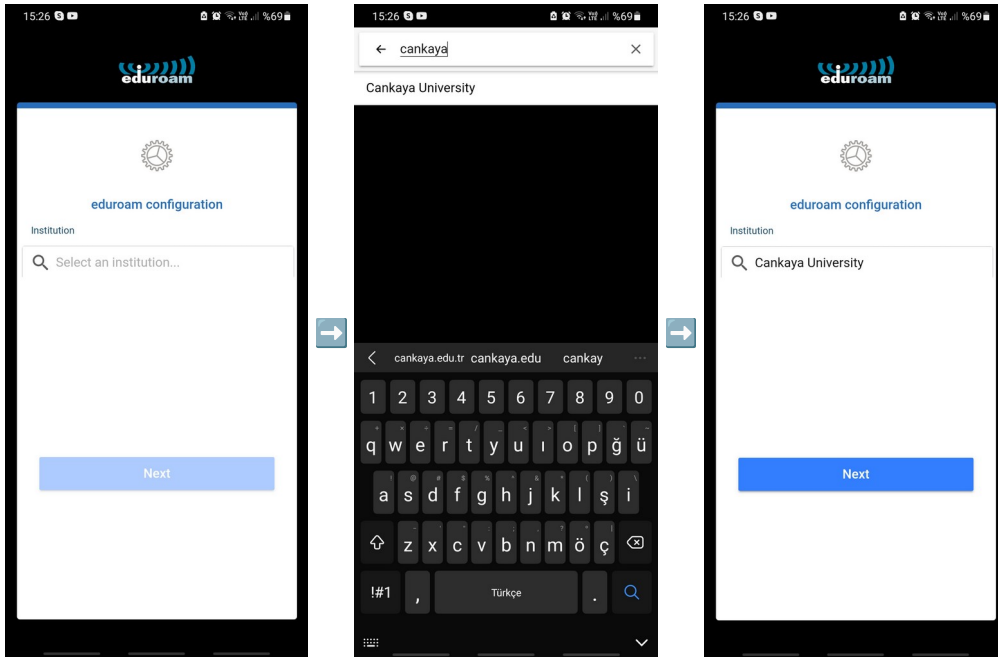 15:26 %69
eduroam
eduroam configuration
Institution
Select an institution...
Next
15:26 %69
cankaya
Cankaya University
cankaya.edu.tr cankaya.edu cankay ...
1 2 3 4 5 6 7 8 9 0
q w e r t y u ı o p ğ ü
a s d f g h j k l ş i
z x c v b n m ö ç
!#1 , Türkçe .
15:26 %69
eduroam
eduroam configuration
Institution
Cankaya University
Next